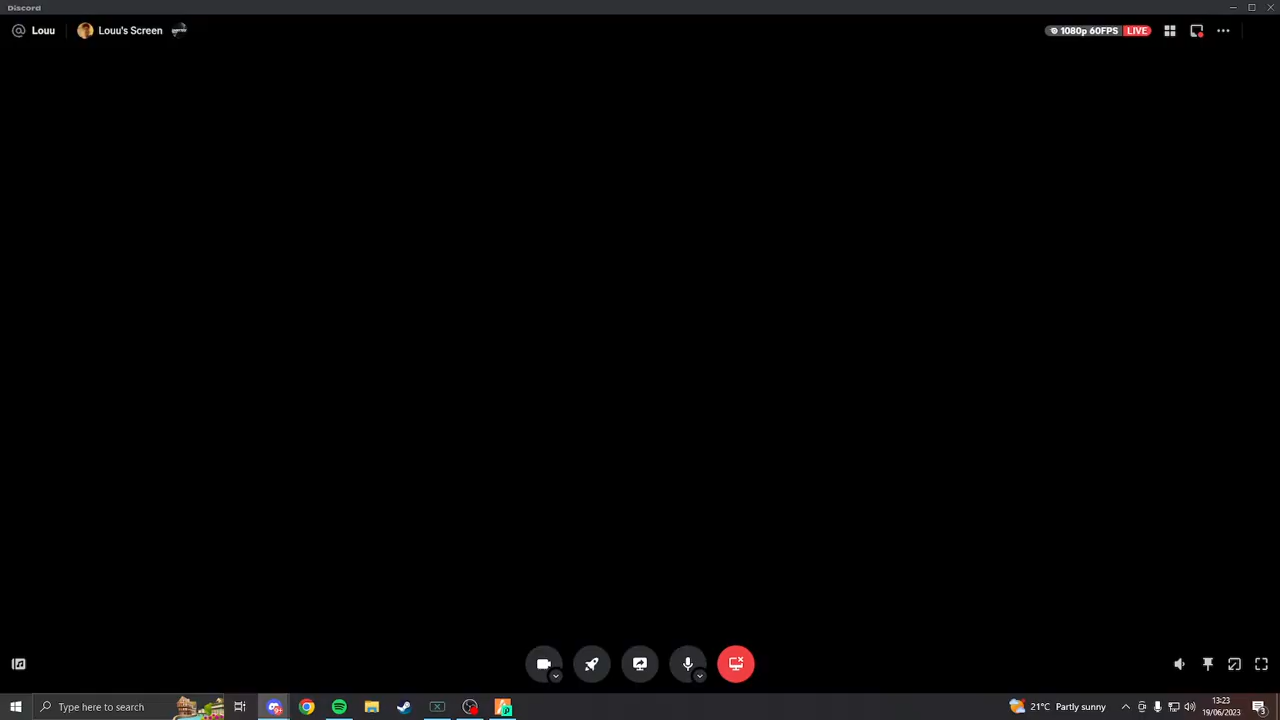 Discord
Louu
Louu's Screen
1080p 60FPS
LIVE
Type here to search
21°C Partly sunny
13:23
19/06/2023
3